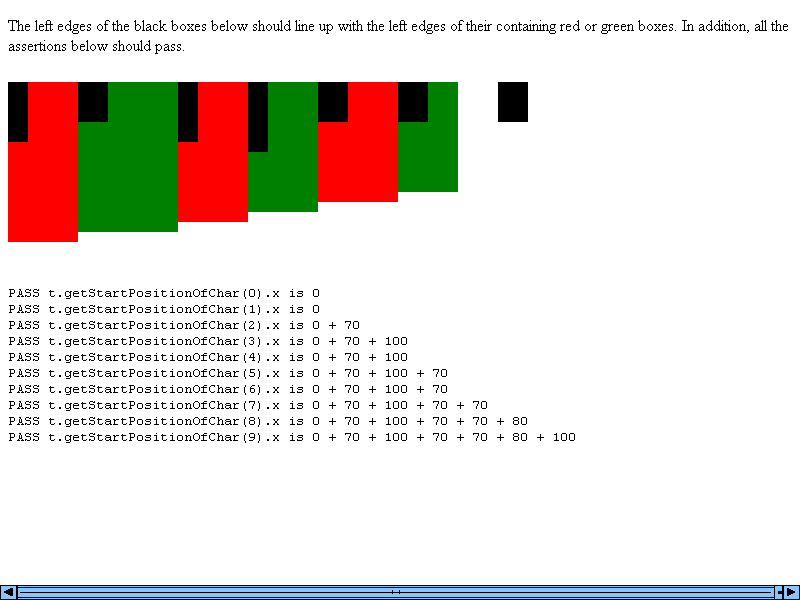 The left edges of the black boxes below should line up with the left edges of their containing red or green boxes. In addition, all the
assertions below should pass.
PASS t.getStartPositionOfChar(0).x is 0
PASS t.getStartPositionOfChar(1).x is 0
PASS t.getStartPositionOfChar(2).x is 0 + 70
PASS t.getStartPositionOfChar(3).x is 0 + 70 + 100
PASS t.getStartPositionOfChar(4).x is 0 + 70 + 100
PASS t.getStartPositionOfChar(5).x is 0 + 70 + 100 + 70
PASS t.getStartPositionOfChar(6).x is 0 + 70 + 100 + 70
PASS t.getStartPositionOfChar(7).x is 0 + 70 + 100 + 70 + 70
PASS t.getStartPositionOfChar(8).x is 0 + 70 + 100 + 70 + 70 + 80
PASS t.getStartPositionOfChar(9).x is 0 + 70 + 100 + 70 + 70 + 80 + 100